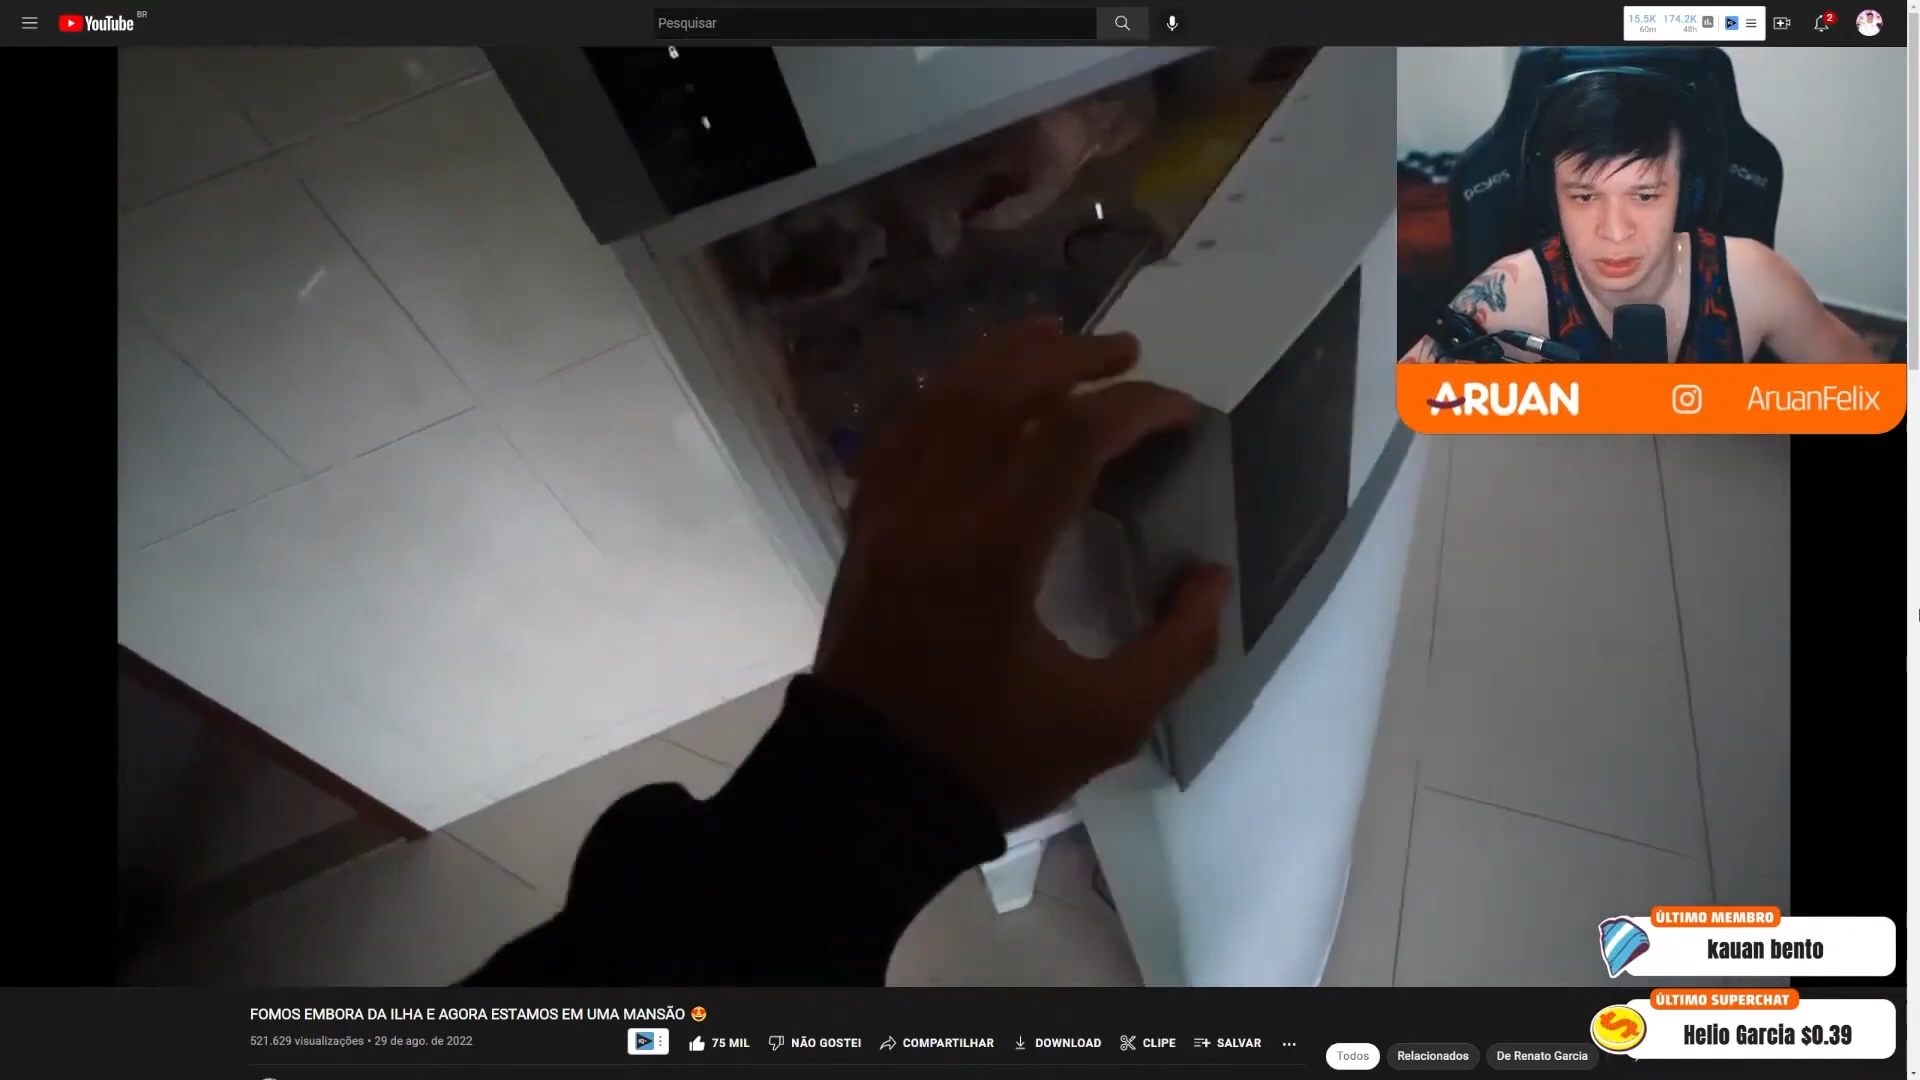 YouTube BR
Pesquisar
15.5K 174.2K
60m 48h
2
ARUAN AruanFelix
ÚLTIMO MEMBRO
kauan bento
ÚLTIMO SUPERCHAT
Helio Garcia $0.39
FOMOS EMBORA DA ILHA E AGORA ESTAMOS EM UMA MANSÃO 🤩
521.629 visualizações • 29 de ago. de 2022
75 MIL NÃO GOSTEI COMPARTILHAR DOWNLOAD CLIPE SALVAR ...
Todos Relacionados De Renato Garcia